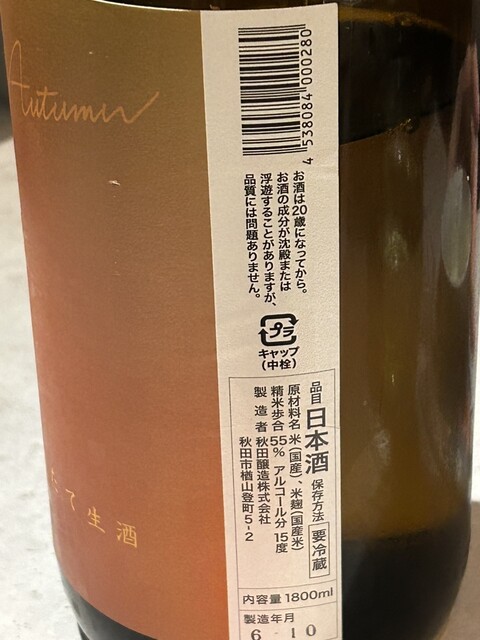 Autumn
たて生酒
4 538084 000280
お酒は20歳になってから。
お酒の成分が沈殿または
浮遊することがありますが、
品質には問題ありません。
プラ
キャップ
(中栓)
品目 日本酒 保存方法 要冷蔵
原材料名 米(国産)、米麹(国産米)
精米歩合 55% アルコール分 15度
製造者 秋田醸造株式会社
秋田市楢山登町5-2
内容量 1800ml
製造年月
6 10